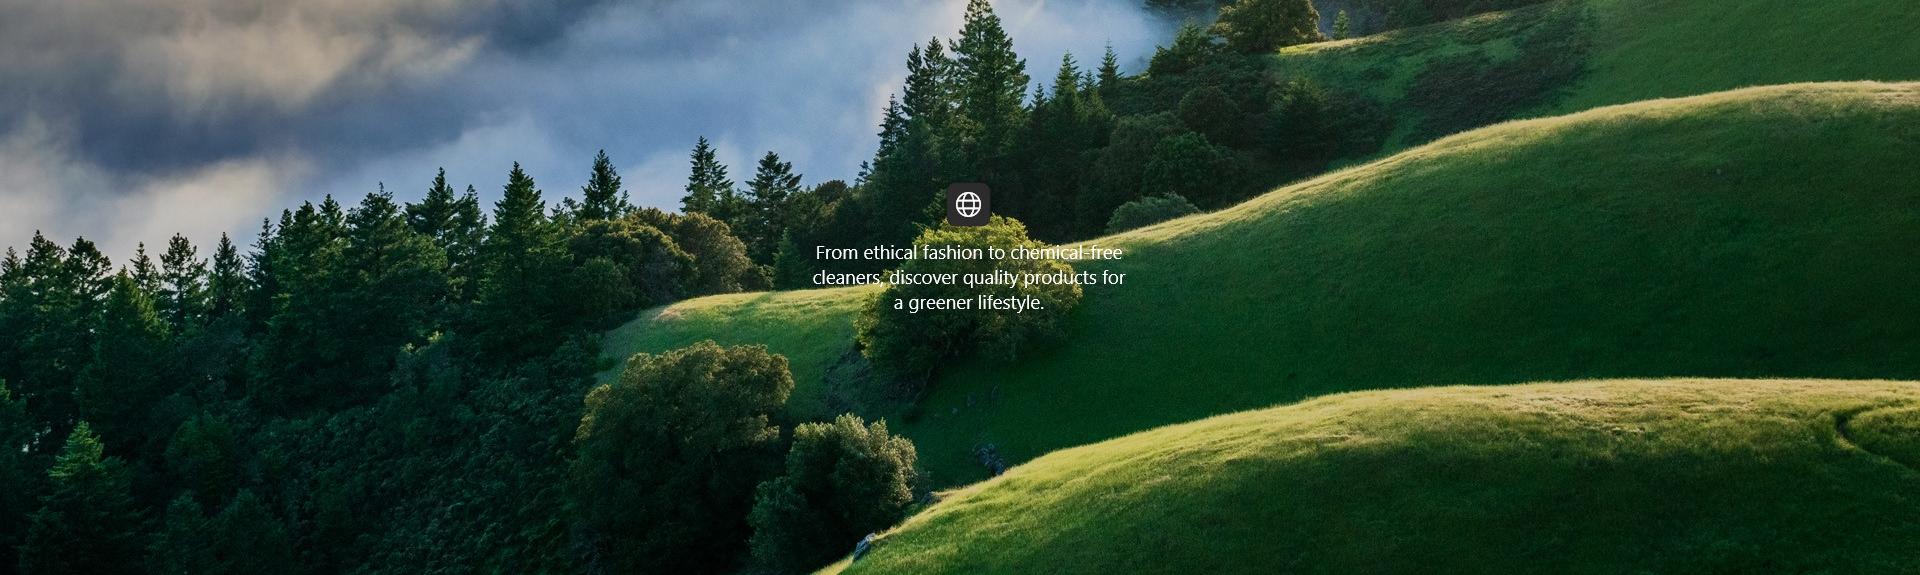 From ethical fashion to chemical-free
cleaners, discover quality products for
a greener lifestyle.